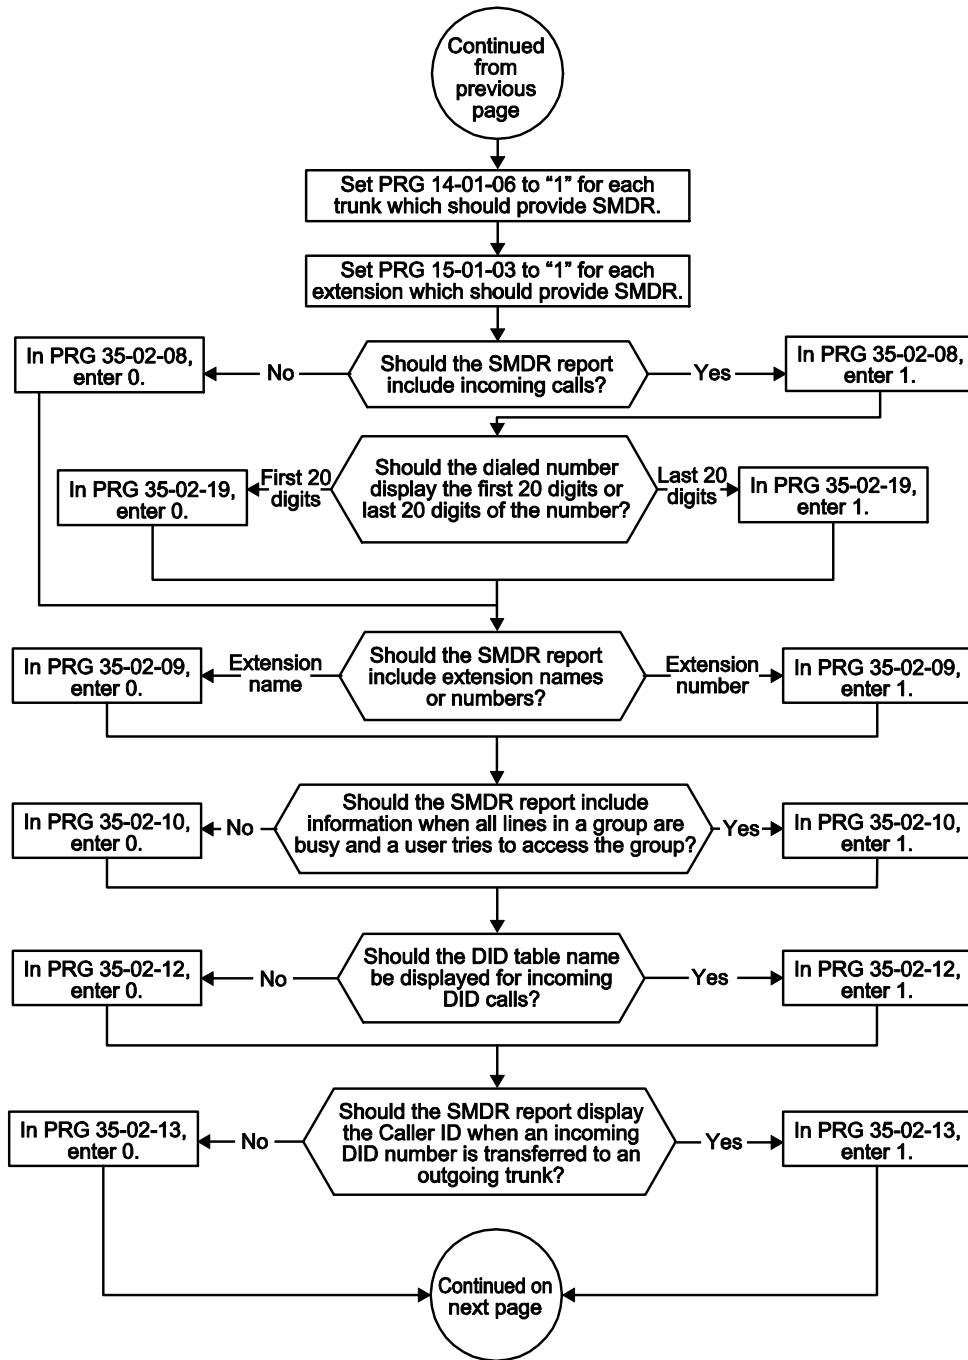 Continued
from
previous
page
Set PRG 14-01-06 to “1” for each
trunk which should provide SMDR.
Set PRG 15-01-03 to “1” for each
extension which should provide SMDR.
In PRG 35-02-08,
enter 0.
No
Should the SMDR report
include incoming calls?
Yes
In PRG 35-02-08,
enter 1.
In PRG 35-02-19,
enter 0.
First 20
digits
Should the dialed number
display the first 20 digits or
last 20 digits of the number?
Last 20
digits
In PRG 35-02-19,
enter 1.
In PRG 35-02-09,
enter 0.
Extension
name
Should the SMDR report
include extension names
or numbers?
Extension
number
In PRG 35-02-09,
enter 1.
In PRG 35-02-10,
enter 0.
No
Should the SMDR report include
information when all lines in a group are
busy and a user tries to access the group?
Yes
In PRG 35-02-10,
enter 1.
In PRG 35-02-12,
enter 0.
No
Should the DID table name
be displayed for incoming
DID calls?
Yes
In PRG 35-02-12,
enter 1.
In PRG 35-02-13,
enter 0.
No
Should the SMDR report display
the Caller ID when an incoming
DID number is transferred to an
outgoing trunk?
Yes
In PRG 35-02-13,
enter 1.
Continued on
next page